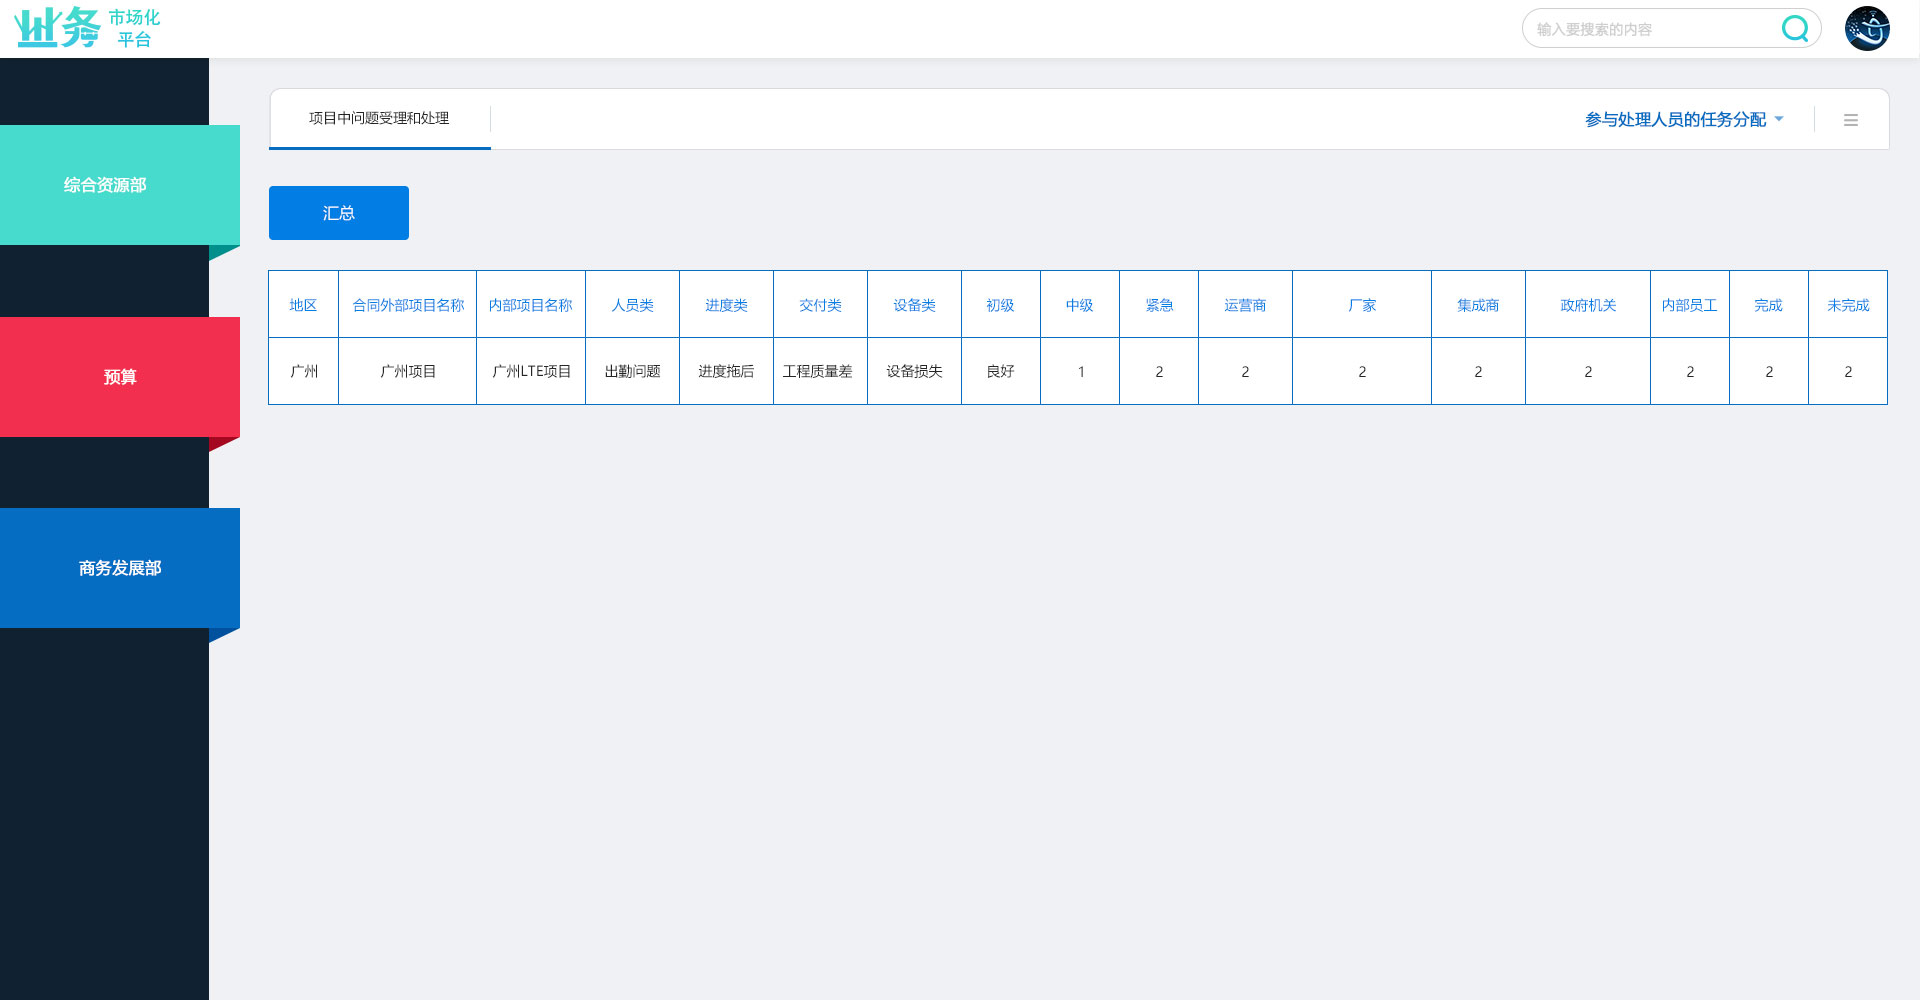 业务 市场化
平台
输入要搜索的内容
项目中问题受理和处理
参与处理人员的任务分配
综合资源部
预算
商务发展部
汇总
地区 合同外部项目名称 内部项目名称 人员类 进度类 交付类 设备类 初级 中级 紧急 运营商 厂家 集成商 政府机关 内部员工 完成 未完成
广州 广州项目 广州LTE项目 出勤问题 进度拖后 工程质量差 设备损失 良好 1 2 2 2 2 2 2 2 2